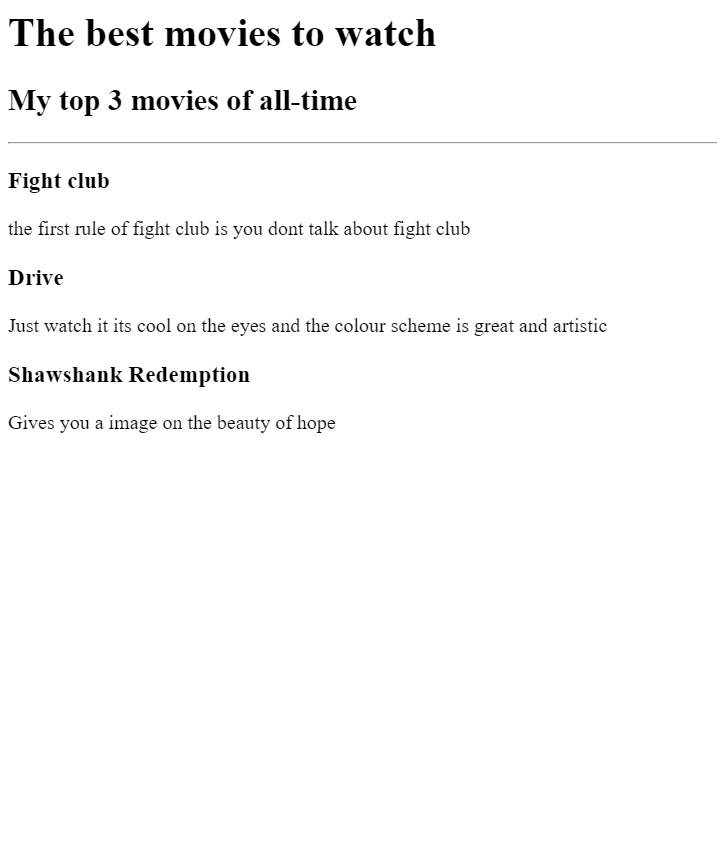 The best movies to watch
My top 3 movies of all-time
Fight club
the first rule of fight club is you dont talk about fight club
Drive
Just watch it its cool on the eyes and the colour scheme is great and artistic
Shawshank Redemption
Gives you a image on the beauty of hope